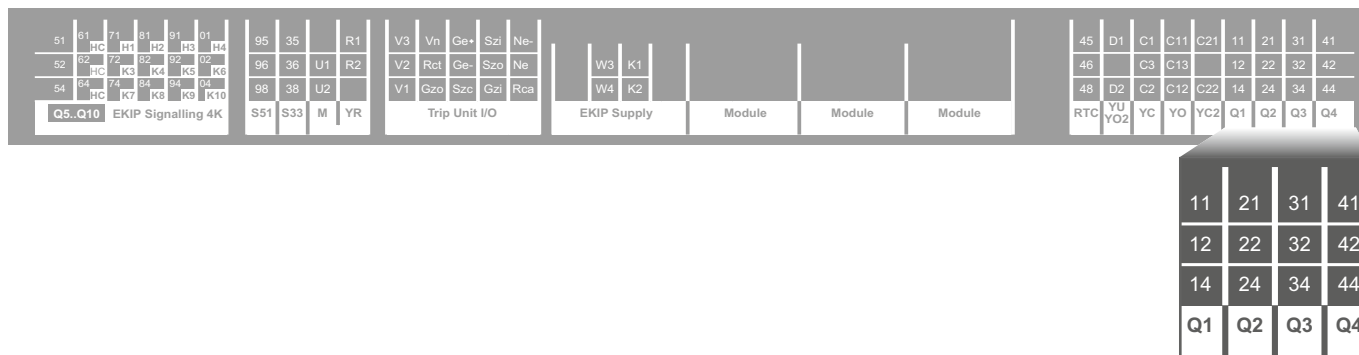 51 61 HC 71 H1 81 H2 91 H3 01 H4 95 35 R1 V3 Vn Ge+ Szi Ne- 45 D1 C1 C11 C21 11 21 31 41
52 62 HC 72 K3 82 K4 92 K5 02 K6 96 36 U1 R2 V2 Rct Ge- Szo Ne W3 K1 46 C3 C13 12 22 32 42
54 64 HC 74 K7 84 K8 94 K9 04 K10 98 38 U2 V1 Gzo Szc Gzi Rca W4 K2 48 D2 C2 C12 C22 14 24 34 44
Q5..Q10 EKIP Signalling 4K S51 S33 M YR Trip Unit I/O EKIP Supply Module Module Module RTC YU YO2 YC YO YC2 Q1 Q2 Q3 Q4
11 21 31 41
12 22 32 42
14 24 34 44
Q1 Q2 Q3 Q4